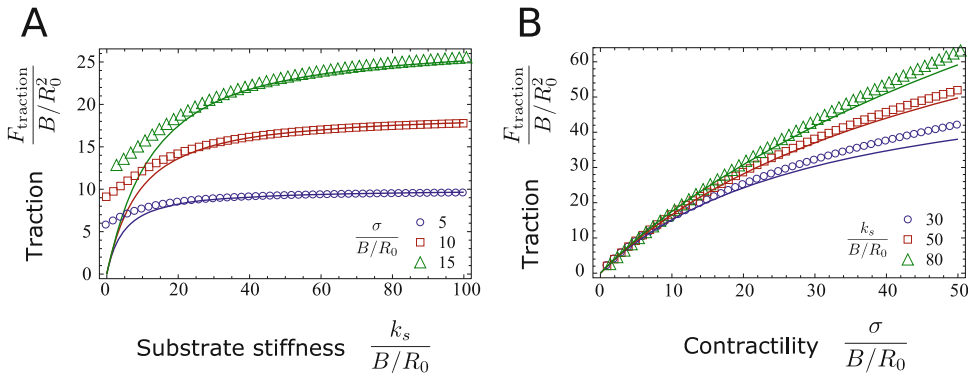 A
F_traction
B/R_0^2
Traction
25
20
15
10
5
0
0 20 40 60 80 100
σ
B/R_0
5
10
15
Substrate stiffness k_s
B/R_0
B
F_traction
B/R_0^2
Traction
60
50
40
30
20
10
0
0 10 20 30 40 50
k_s
B/R_0
30
50
80
Contractility σ
B/R_0